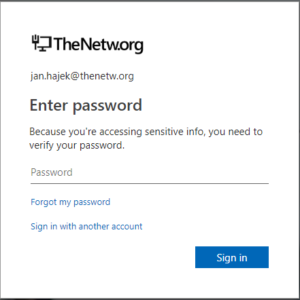 TheNetw.org
jan.hajek@thenetw.org
Enter password
Because you're accessing sensitive info, you need to
verify your password.
Password
Forgot my password
Sign in with another account
Sign in